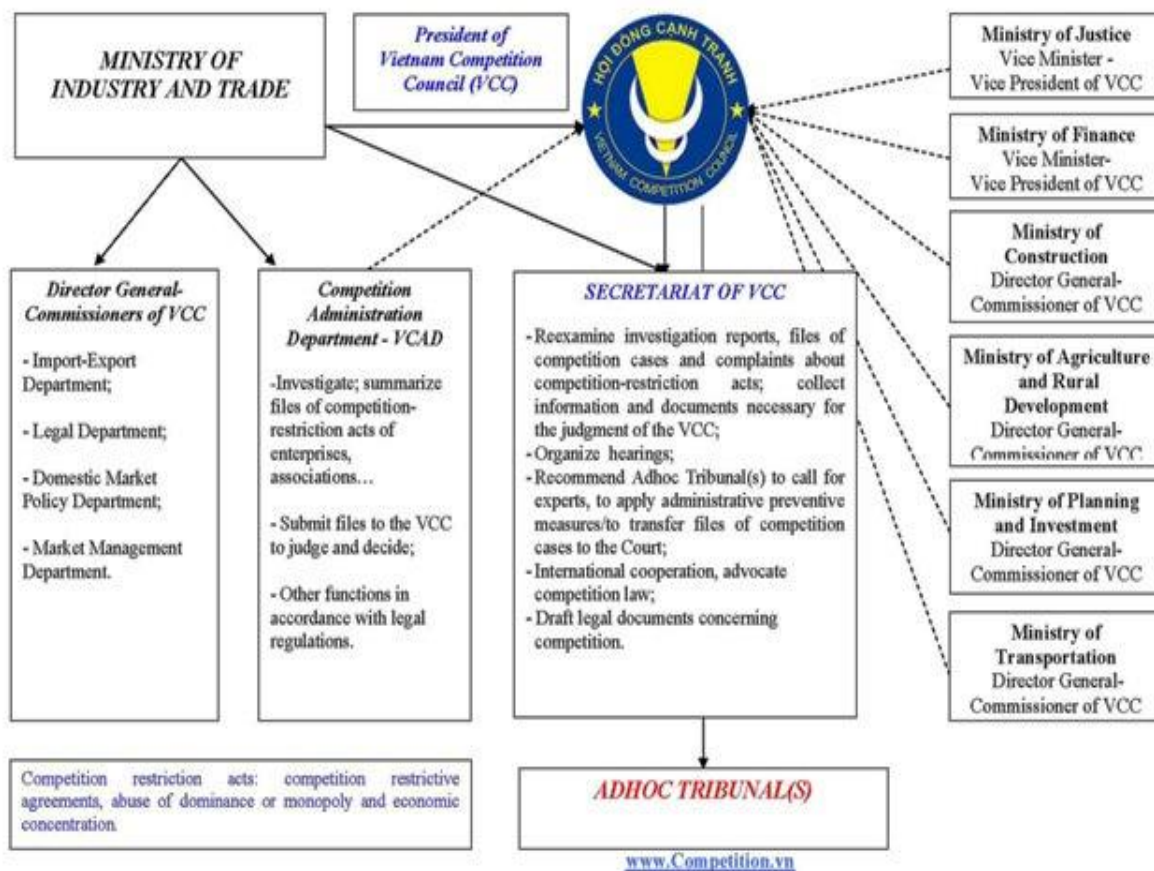 MINISTRY OF
INDUSTRY AND TRADE
President of
Vietnam Competition
Council (VCC)
HỘI ĐỒNG CẠNH TRANH
VIETNAM COMPETITION COUNCIL
Ministry of Justice
Vice Minister -
Vice President of VCC
Ministry of Finance
Vice Minister-
Vice President of VCC
Ministry of
Construction
Director General-
Commissioner of VCC
Ministry of Agriculture
and Rural
Development
Director General-
Commissioner of VCC
Ministry of Planning
and Investment
Director General-
Commissioner of VCC
Ministry of
Transportation
Director General-
Commissioner of VCC
Director General-
Commissioners of VCC
- Import-Export
Department;
- Legal Department;
- Domestic Market
Policy Department;
- Market Management
Department.
Competition
Administration
Department - VCAD
-Investigate; summarize
files of competition-
restriction acts of
enterprises,
associations…
- Submit files to the VCC
to judge and decide;
- Other functions in
accordance with legal
regulations.
SECRETARIAT OF VCC
- Reexamine investigation reports, files of
competition cases and complaints about
competition-restriction acts; collect
information and documents necessary for
the judgment of the VCC;
- Organize hearings;
- Recommend Adhoc Tribunal(s) to call for
experts, to apply administrative preventive
measures/to transfer files of competition
cases to the Court;
- International cooperation, advocate
competition law;
- Draft legal documents concerning
competition.
Competition restriction acts: competition restrictive
agreements, abuse of dominance or monopoly and economic
concentration.
ADHOC TRIBUNAL(S)
www.Competition.vn